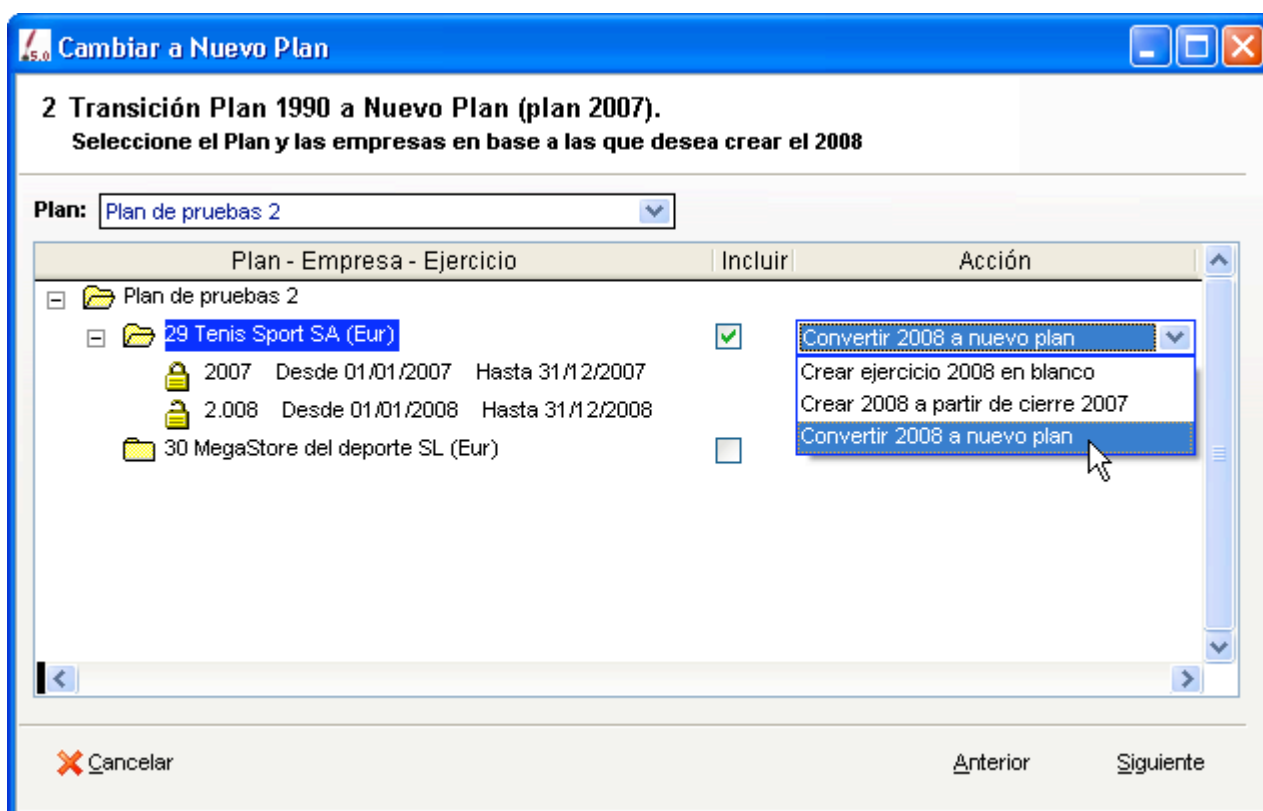 5.0 Cambiar a Nuevo Plan
2 Transición Plan 1990 a Nuevo Plan (plan 2007).
Seleccione el Plan y las empresas en base a las que desea crear el 2008
Plan: Plan de pruebas 2
Plan - Empresa - Ejercicio Incluir Acción
Plan de pruebas 2
29 Tenis Sport SA (Eur) Convertir 2008 a nuevo plan
2007 Desde 01/01/2007 Hasta 31/12/2007 Crear ejercicio 2008 en blanco
2.008 Desde 01/01/2008 Hasta 31/12/2008 Crear 2008 a partir de cierre 2007
30 MegaStore del deporte SL (Eur) Convertir 2008 a nuevo plan
Cancelar Anterior Siguiente